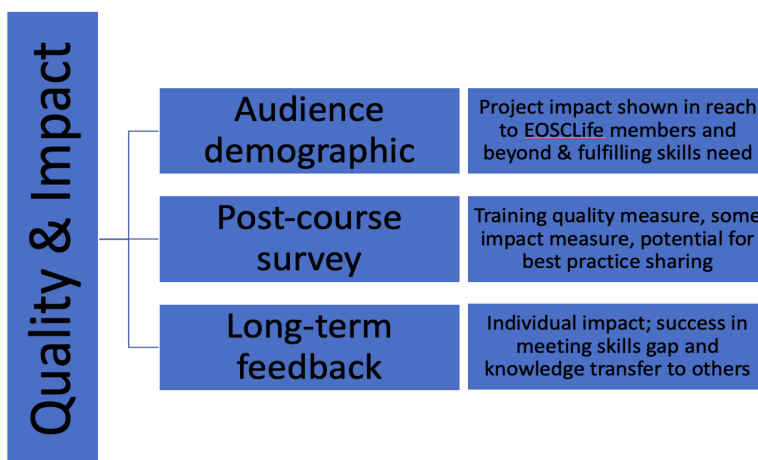 Quality & Impact
Audience
demographic
Project impact shown in reach
to EOSCLife members and
beyond & fulfilling skills need
Post-course
survey
Training quality measure, some
impact measure, potential for
best practice sharing
Long-term
feedback
Individual impact; success in
meeting skills gap and
knowledge transfer to others